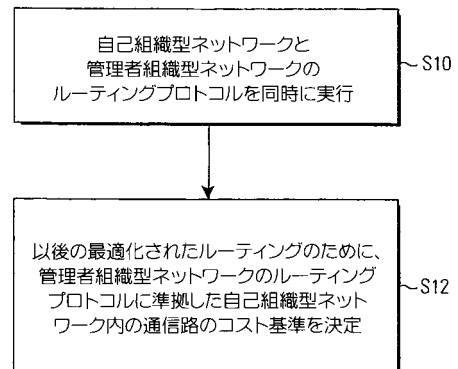 自己組織型ネットワークと
管理者組織型ネットワークの
ルーティングプロトコルを同時に実行
S10
以後の最適化されたルーティングのために、
管理者組織型ネットワークのルーティング
プロトコルに準拠した自己組織型ネット
ワーク内の通信路のコスト基準を決定
S12